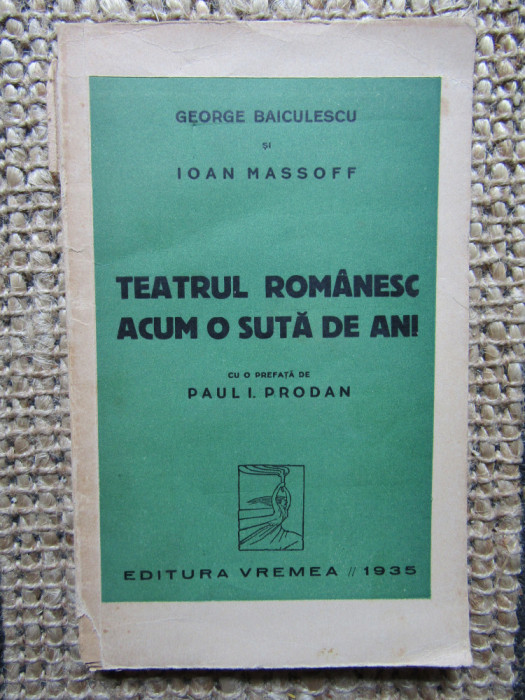 GEORGE BAICULESCU
ȘI
IOAN MASSOFF
TEATRUL ROMÂNESC
ACUM O SUTĂ DE ANI
CU O PREFAȚĂ DE
PAUL I. PRODAN
EDITURA VREMEA // 1935